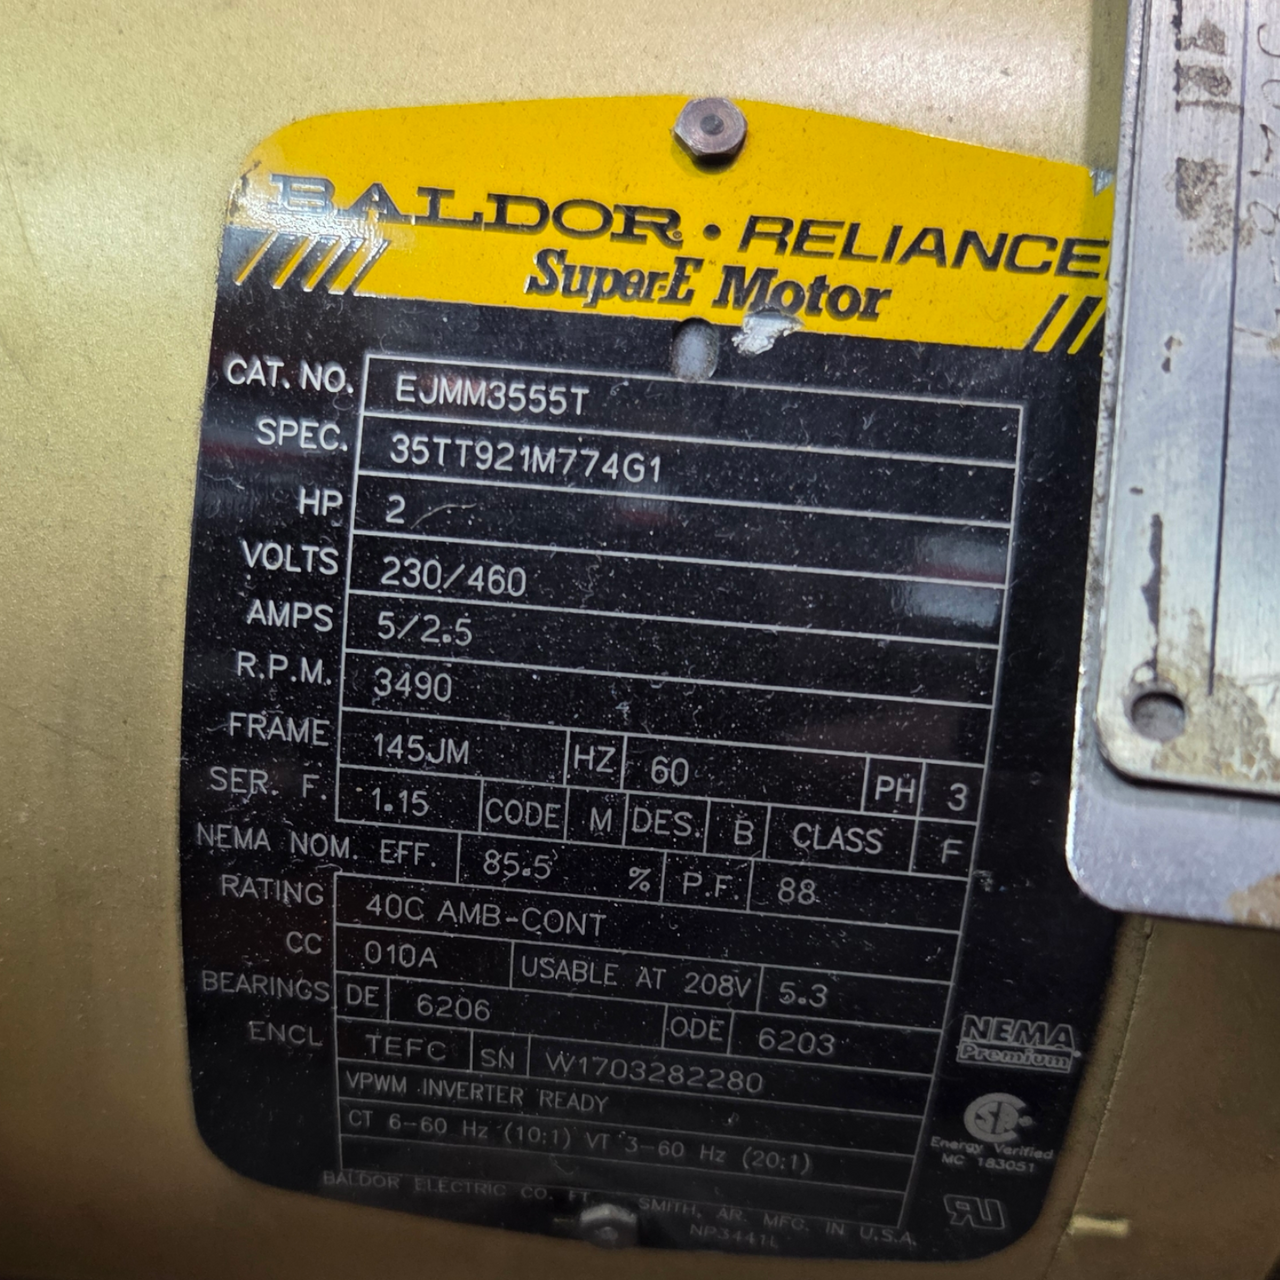 BALDOR • RELIANCE
Super-E Motor
CAT. NO. EJMM3555T
SPEC. 35TT921M774G1
HP 2
VOLTS 230/460
AMPS 5/2.5
R.P.M. 3490
FRAME 145JM HZ 60 PH 3
SER. F. 1.15 CODE M DES. B CLASS F
NEMA NOM. EFF. 85.5 % P.F. 88
RATING 40C AMB-CONT
CC 010A USABLE AT 208V 5.3
BEARINGS DE 6206 ODE 6203
ENCL TEFC SN W1703282280
VPWM INVERTER READY
CT 6-60 Hz (10:1) VT 3-60 Hz (20:1)
NEMA
Premium
Energy Verified
MC 183051
BALDOR ELECTRIC CO. FT. SMITH, AR. MFG. IN U.S.A.
NP3441L